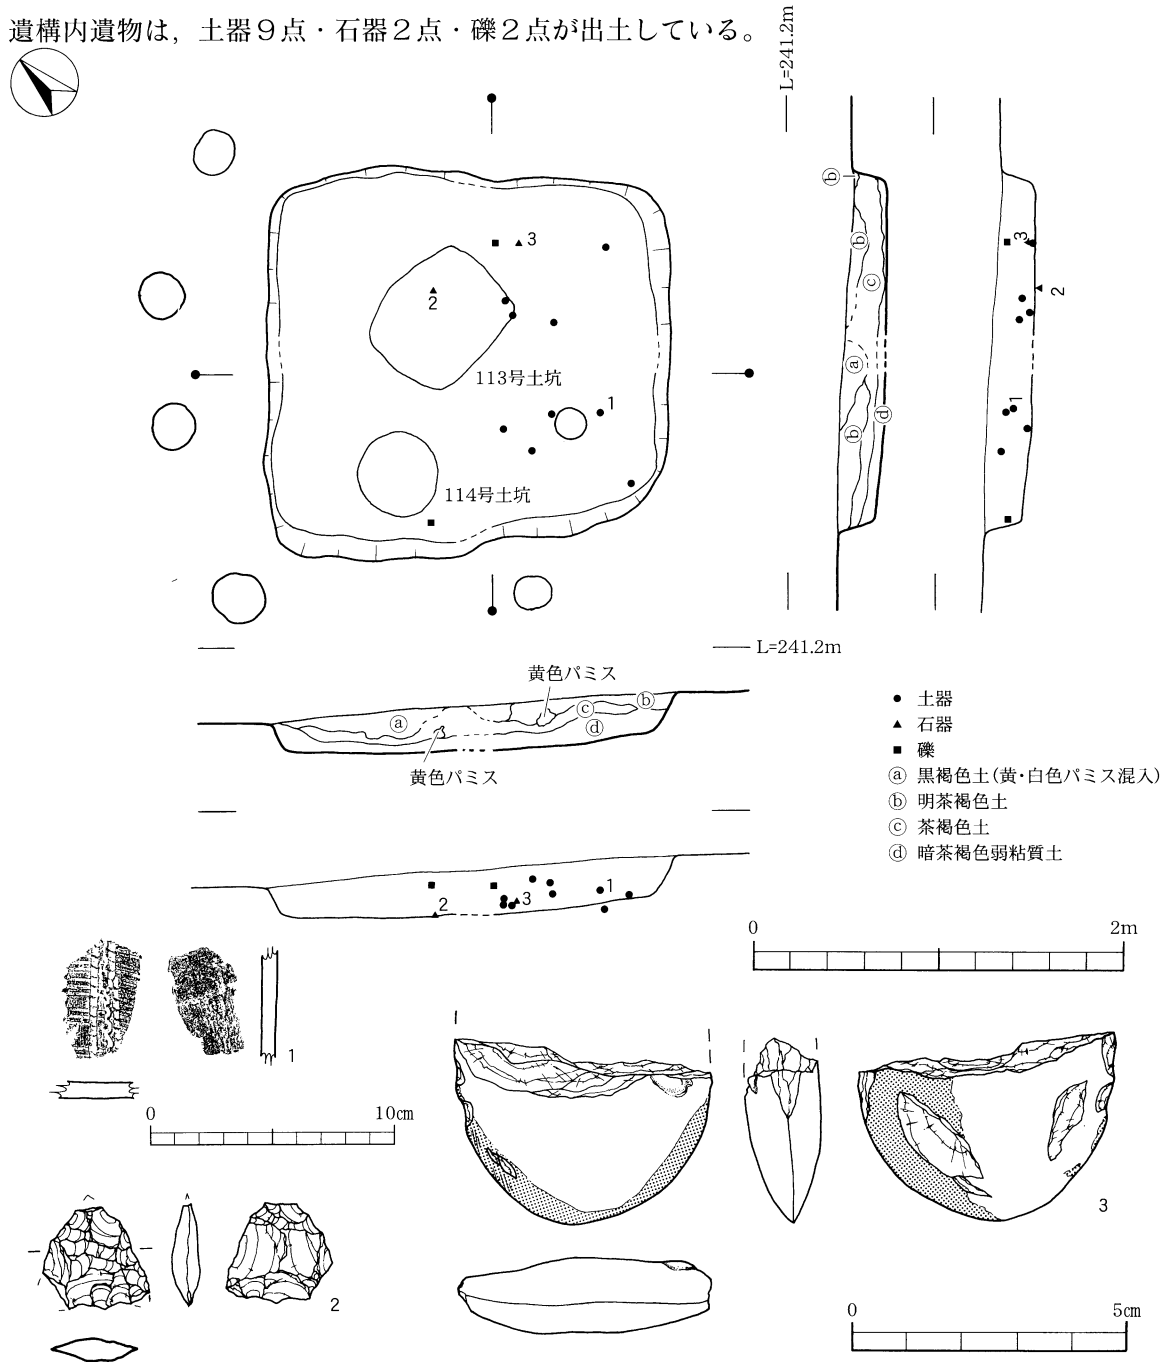 遺構内遺物は，土器９点・石器２点・礫２点が出土している。
L=241.2m
ⓑ
3
ⓑ
3
2
ⓒ
2
113号土坑
ⓐ
1
1
ⓓ
ⓑ
114号土坑
L=241.2m
黄色パミス
ⓐ
ⓒ
ⓑ
ⓓ
黄色パミス
● 土器
▲ 石器
■ 礫
ⓐ 黒褐色土(黄・白色パミス混入)
ⓑ 明茶褐色土
ⓒ 茶褐色土
ⓓ 暗茶褐色弱粘質土
2
3
1
0 2m
1
0 10cm
2
3
0 5cm